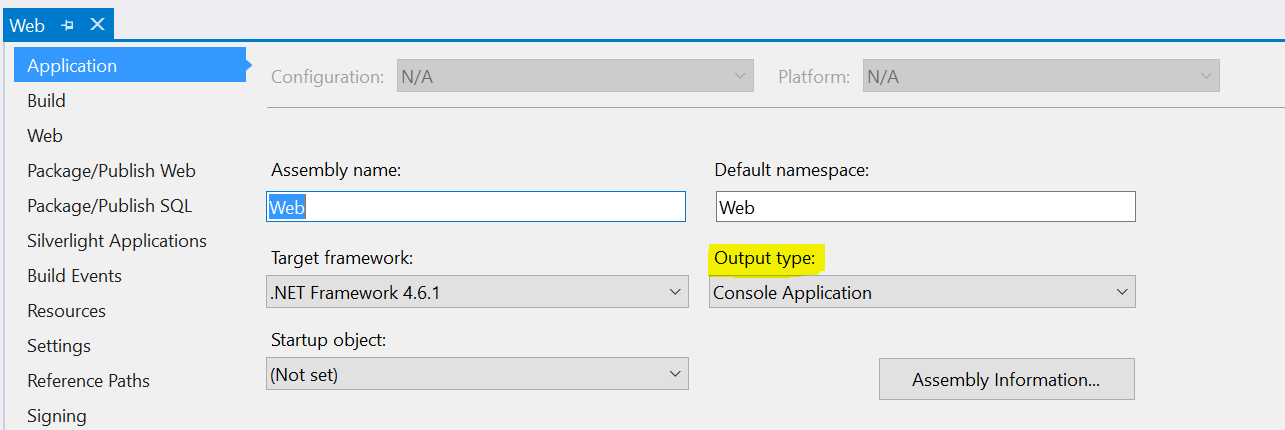 Web
Application
Build
Web
Package/Publish Web
Package/Publish SQL
Silverlight Applications
Build Events
Resources
Settings
Reference Paths
Signing
Configuration: N/A Platform: N/A
Assembly name: Default namespace:
Web Web
Target framework: Output type:
.NET Framework 4.6.1 Console Application
Startup object:
(Not set) Assembly Information...